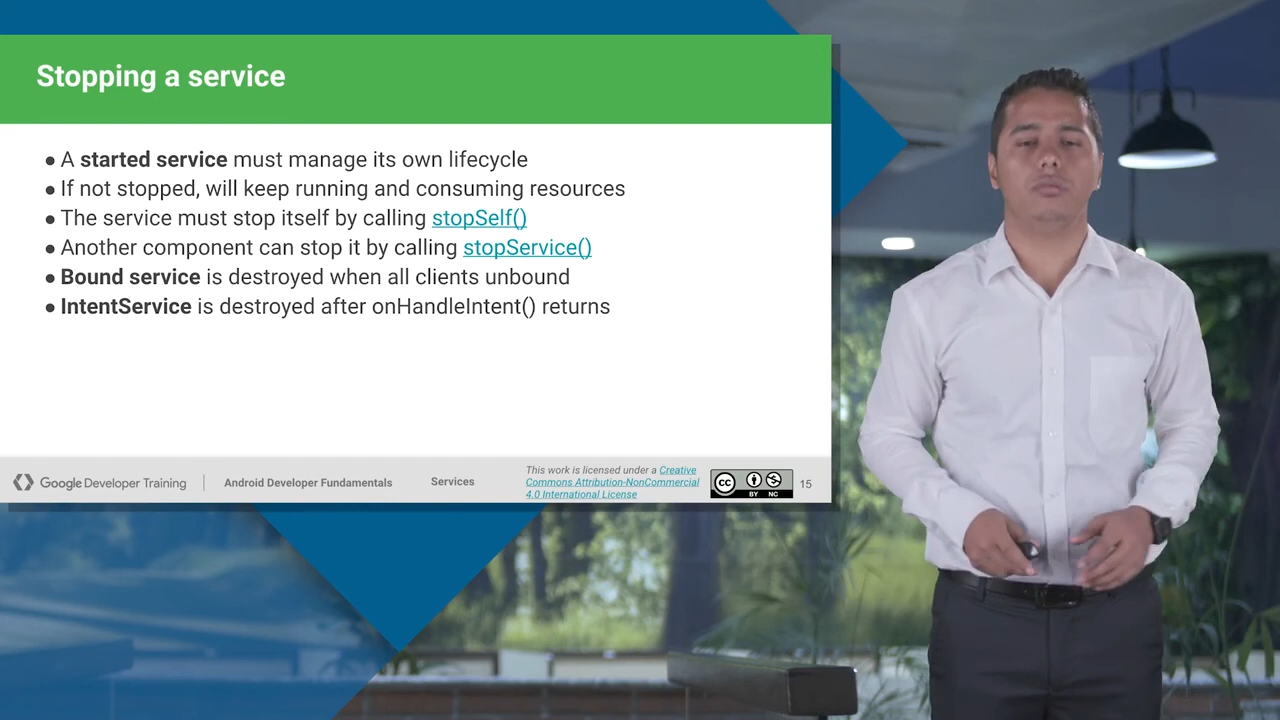 Stopping a service
● A started service must manage its own lifecycle
● If not stopped, will keep running and consuming resources
● The service must stop itself by calling stopSelf()
● Another component can stop it by calling stopService()
● Bound service is destroyed when all clients unbound
● IntentService is destroyed after onHandleIntent() returns
Google Developer Training
Android Developer Fundamentals
Services
This work is licensed under a Creative
Commons Attribution-NonCommercial
4.0 International License
CC
BY NC
15